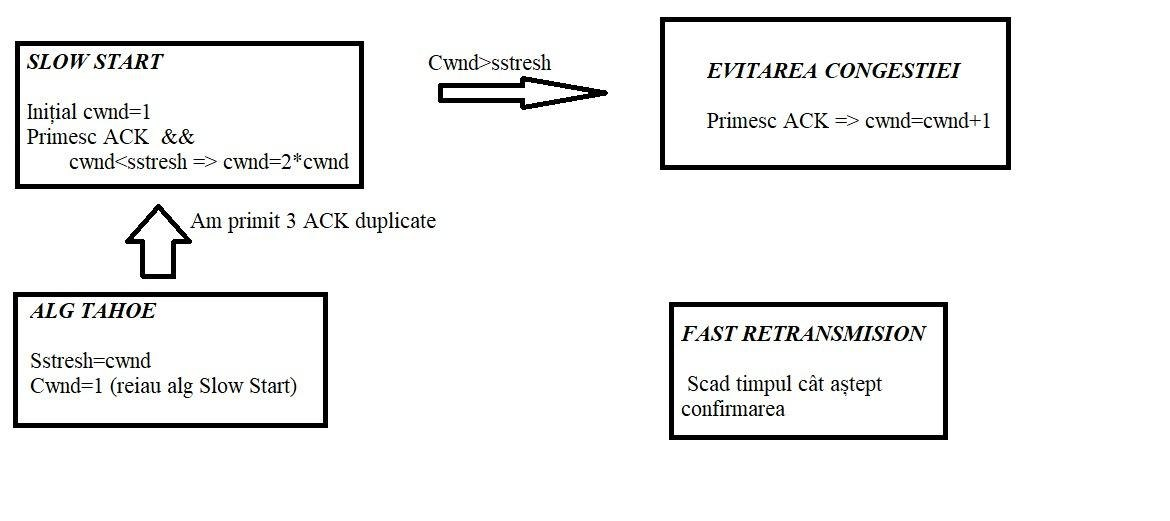 SLOW START
Inițial cwnd=1
Primesc ACK &&
cwnd<sstresh => cwnd=2*cwnd
Cwnd>sstresh
EVITAREA CONGESTIEI
Primesc ACK => cwnd=cwnd+1
Am primit 3 ACK duplicate
ALG TAHOE
Sstresh=cwnd
Cwnd=1 (reiau alg Slow Start)
FAST RETRANSMISION
Scad timpul cât aștept
confirmarea